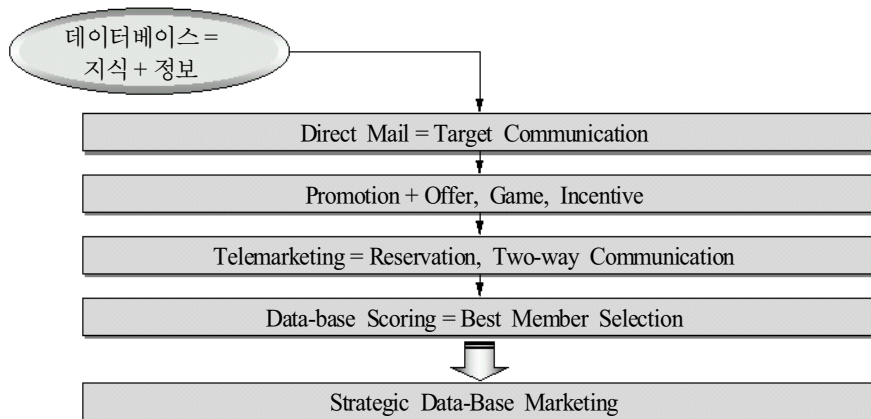 데이터베이스 =
지식 + 정보
Direct Mail = Target Communication
Promotion + Offer, Game, Incentive
Telemarketing = Reservation, Two-way Communication
Data-base Scoring = Best Member Selection
Strategic Data-Base Marketing